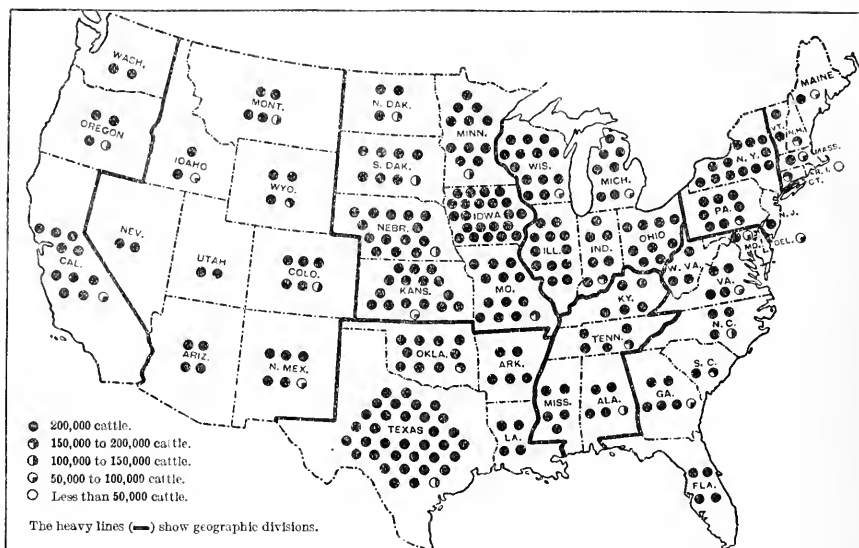 WACH.
MONT.
N. DAK.
MINN.
MAINE
OREGON
IDAHO
S. DAK.
WIS.
MICH.
N. Y.
VT.
N.H.
MASS.
R. I.
CT.
WYO.
NEBR.
IOWA
PA.
N. J.
NEV.
UTAH
COLO.
ILL.
IND.
OHIO
MD.
DEL.
CAL.
KANS.
MO.
W. VA.
VA.
KY.
N. C.
TENN.
ARIZ.
N. MEX.
OKLA.
ARK.
S. C.
MISS.
ALA.
GA.
TEXAS
LA.
FLA.
200,000 cattle.
150,000 to 200,000 cattle.
100,000 to 150,000 cattle.
50,000 to 100,000 cattle.
Less than 50,000 cattle.
The heavy lines (▬) show geographic divisions.